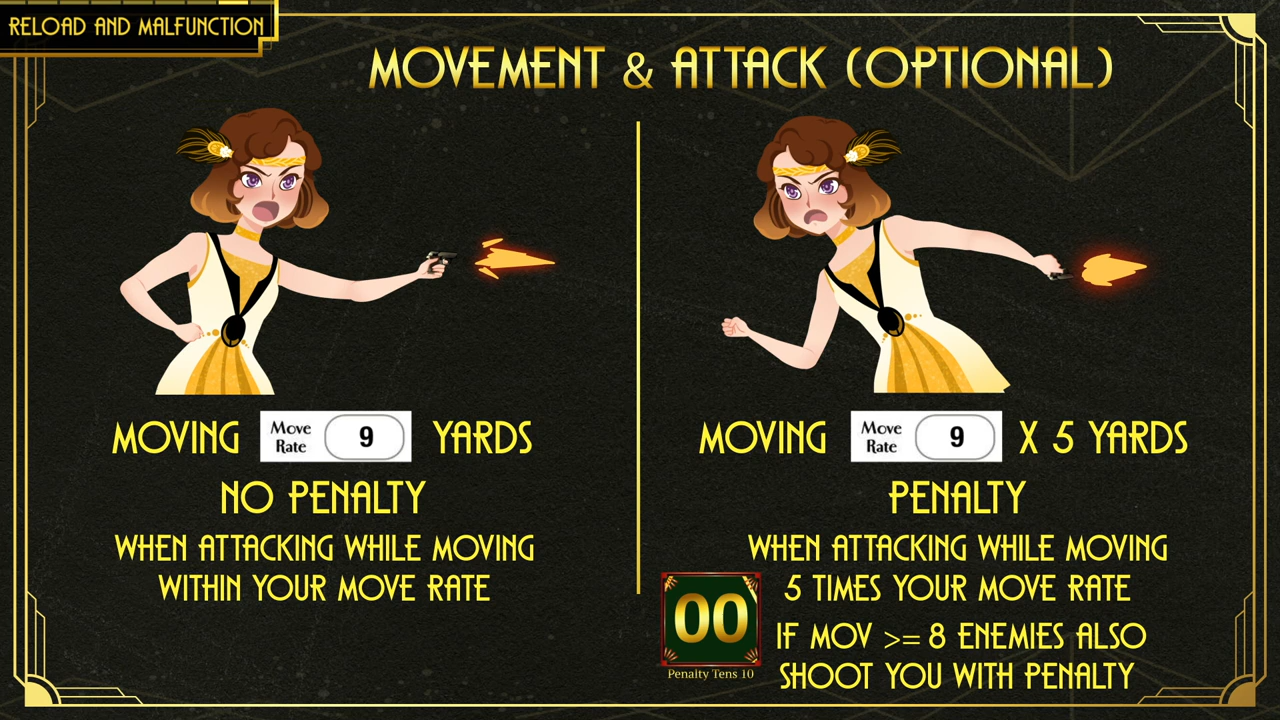 RELOAD AND MALFUNCTION
MOVEMENT & ATTACK (OPTIONAL)
MOVING Move Rate 9 YARDS
NO PENALTY
WHEN ATTACKING WHILE MOVING
WITHIN YOUR MOVE RATE
MOVING Move Rate 9 X 5 YARDS
PENALTY
WHEN ATTACKING WHILE MOVING
5 TIMES YOUR MOVE RATE
00
Penalty Tens 10
IF MOV >= 8 ENEMIES ALSO
SHOOT YOU WITH PENALTY